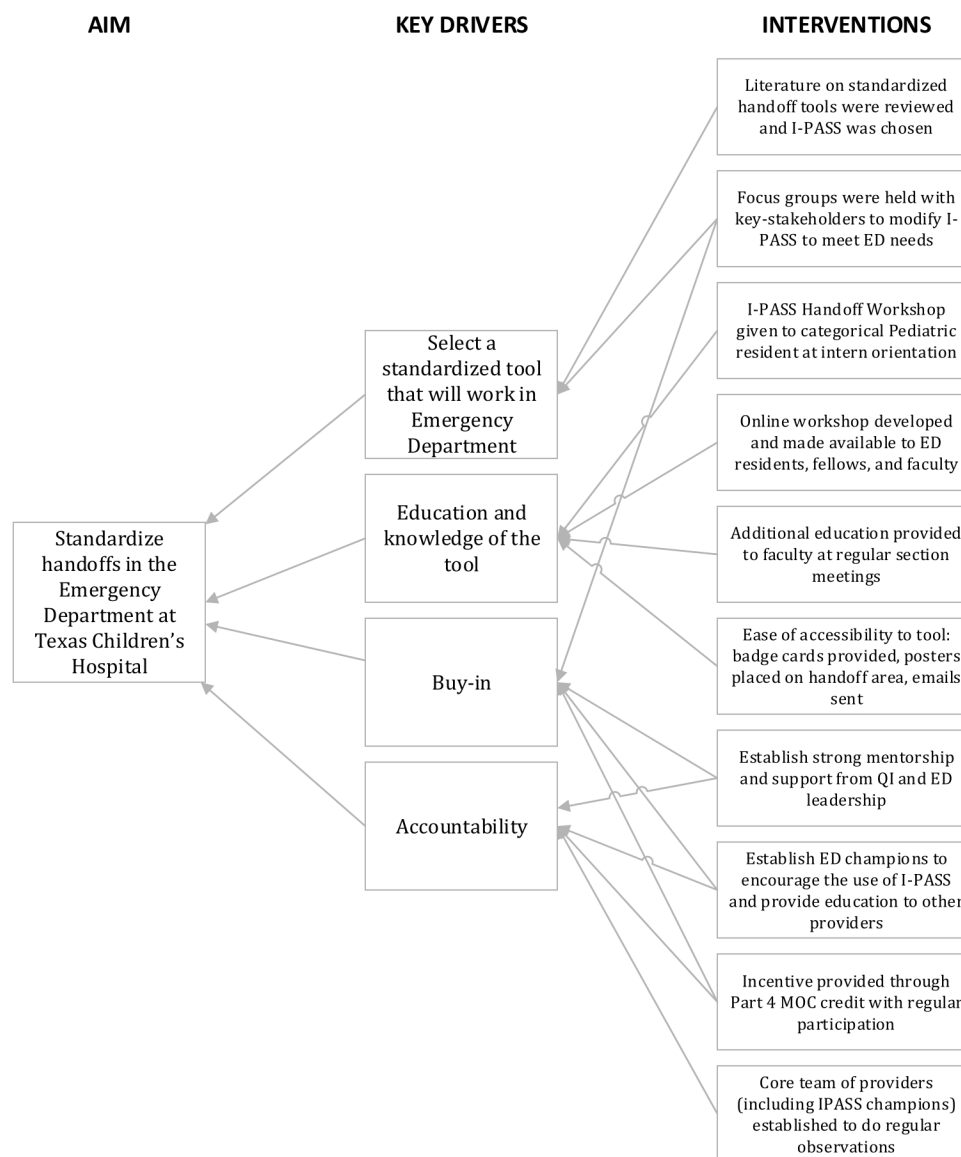 AIM
KEY DRIVERS
INTERVENTIONS
Standardize
handoffs in the
Emergency
Department at
Texas Children's
Hospital
Select a
standardized tool
that will work in
Emergency
Department
Education and
knowledge of the
tool
Buy-in
Accountability
Literature on standardized
handoff tools were reviewed
and I-PASS was chosen
Focus groups were held with
key-stakeholders to modify I-
PASS to meet ED needs
I-PASS Handoff Workshop
given to categorical Pediatric
resident at intern orientation
Online workshop developed
and made available to ED
residents, fellows, and faculty
Additional education provided
to faculty at regular section
meetings
Ease of accessibility to tool:
badge cards provided, posters
placed on handoff area, emails
sent
Establish strong mentorship
and support from QI and ED
leadership
Establish ED champions to
encourage the use of I-PASS
and provide education to other
providers
Incentive provided through
Part 4 MOC credit with regular
participation
Core team of providers
(including IPASS champions)
established to do regular
observations